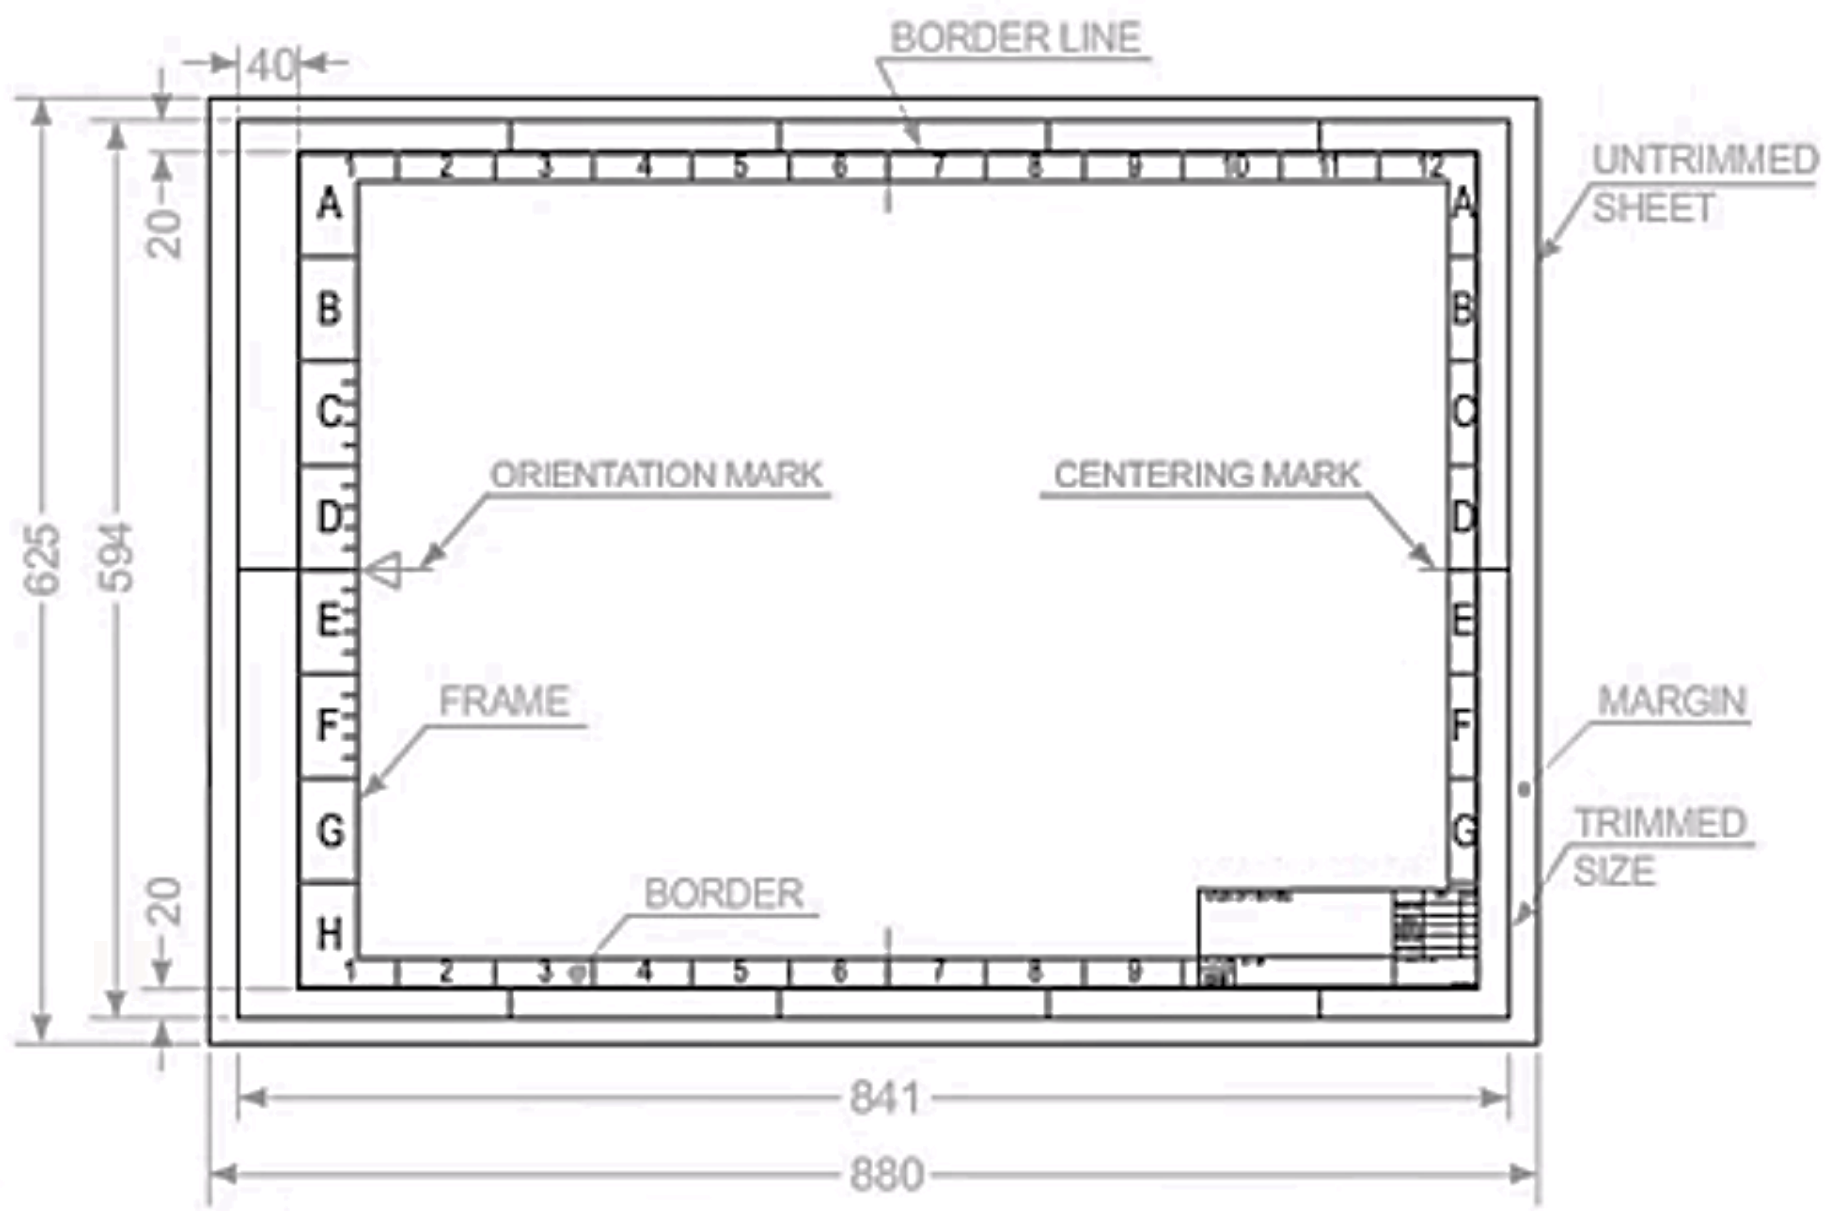 BORDER LINE
40
UNTRIMMED
SHEET
1 2 3 4 5 6 7 8 9 10 11 12
A A
20
B B
C C
ORIENTATION MARK
CENTERING MARK
D D
625
594
E E
FRAME
MARGIN
F F
TRIMMED
SIZE
G G
BORDER
20
H
1 2 3 4 5 6 7 8 9
841
880